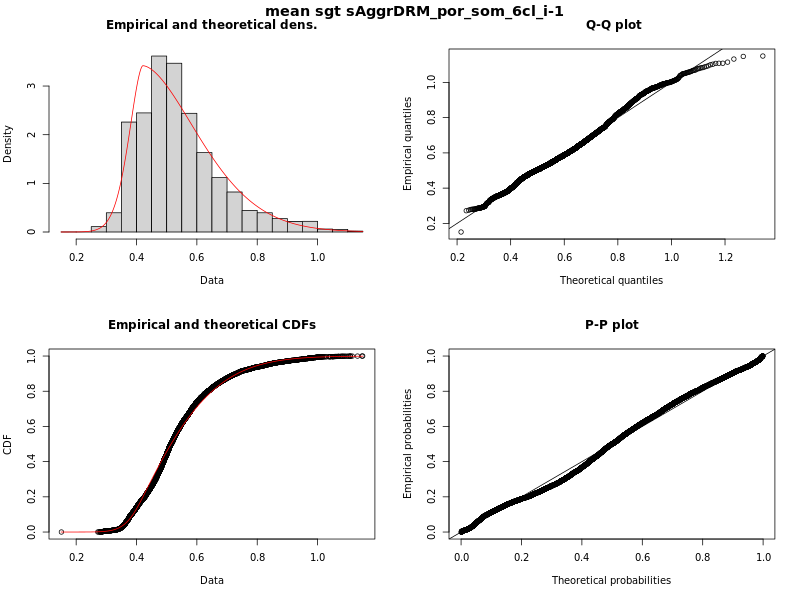 mean sgt sAggrDRM_por_som_6cl_i-1
Empirical and theoretical dens.
Density
0 1 2 3
0.2 0.4 0.6 0.8 1.0
Data
Q-Q plot
Empirical quantiles
0.2 0.4 0.6 0.8 1.0
0.2 0.4 0.6 0.8 1.0 1.2
Theoretical quantiles
Empirical and theoretical CDFs
CDF
0.0 0.2 0.4 0.6 0.8 1.0
0.2 0.4 0.6 0.8 1.0
Data
P-P plot
Empirical probabilities
0.0 0.2 0.4 0.6 0.8 1.0
0.0 0.2 0.4 0.6 0.8 1.0
Theoretical probabilities